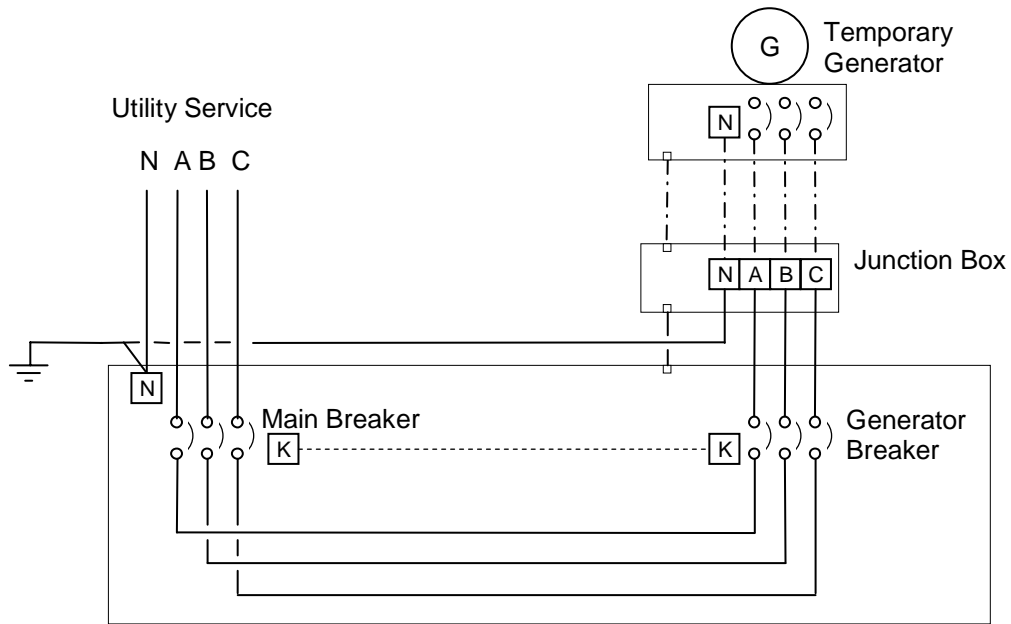 G
Temporary
Generator
N
Utility Service
N A B C
N A B C
Junction Box
N
Main Breaker
K
K
Generator
Breaker